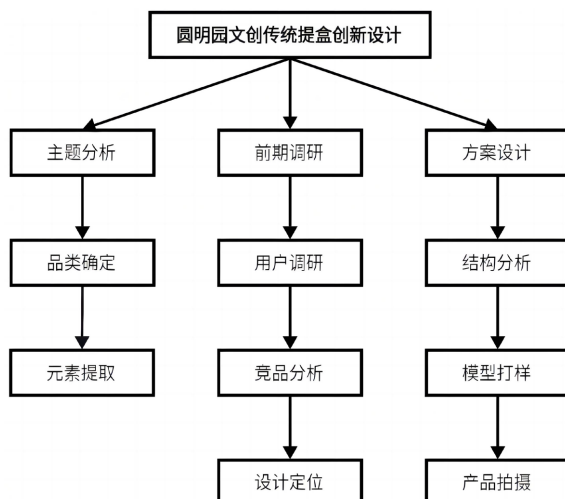 圆明园文创传统提盒创新设计
主题分析
前期调研
方案设计
品类确定
用户调研
结构分析
元素提取
竞品分析
模型打样
设计定位
产品拍摄